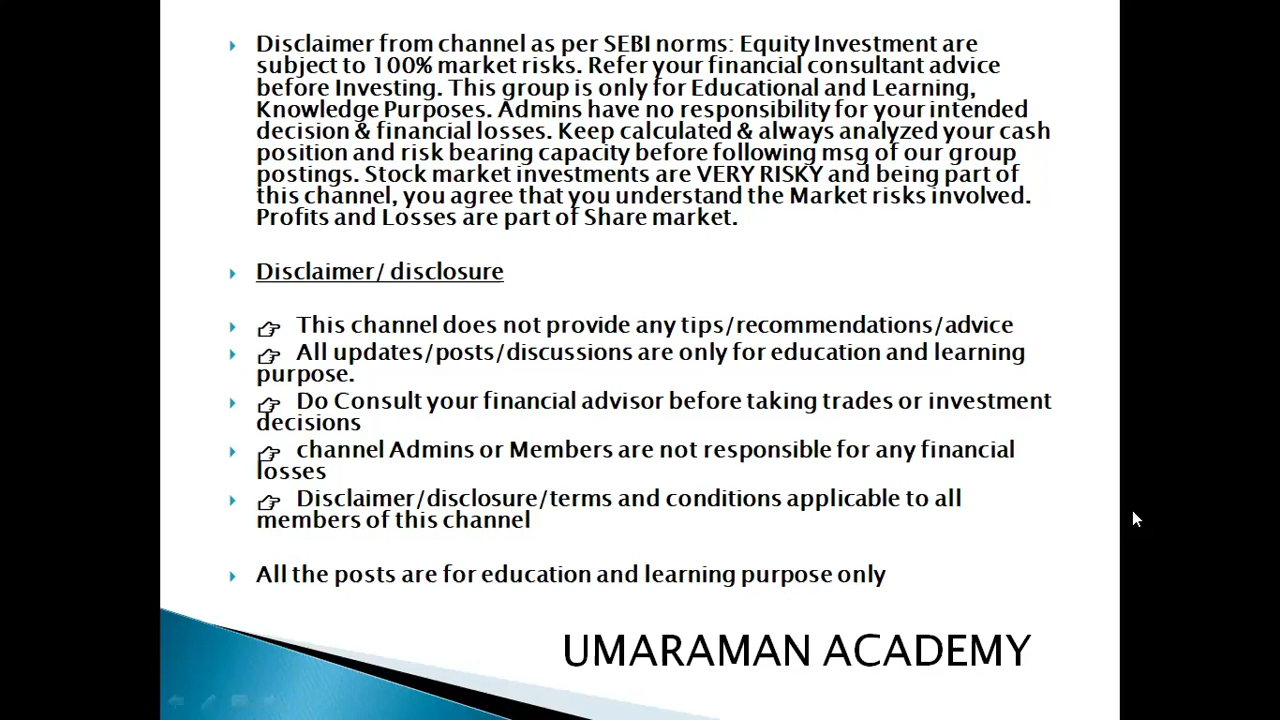 Disclaimer from channel as per SEBI norms: Equity Investment are
subject to 100% market risks. Refer your financial consultant advice
before Investing. This group is only for Educational and Learning,
Knowledge Purposes. Admins have no responsibility for your intended
decision & financial losses. Keep calculated & always analyzed your cash
position and risk bearing capacity before following msg of our group
postings. Stock market investments are VERY RISKY and being part of
this channel, you agree that you understand the Market risks involved.
Profits and Losses are part of Share market.
Disclaimer/ disclosure
👉 This channel does not provide any tips/recommendations/advice
👉 All updates/posts/discussions are only for education and learning
purpose.
👉 Do Consult your financial advisor before taking trades or investment
decisions
👉 channel Admins or Members are not responsible for any financial
losses
👉 Disclaimer/disclosure/terms and conditions applicable to all
members of this channel
All the posts are for education and learning purpose only
UMARAMAN ACADEMY